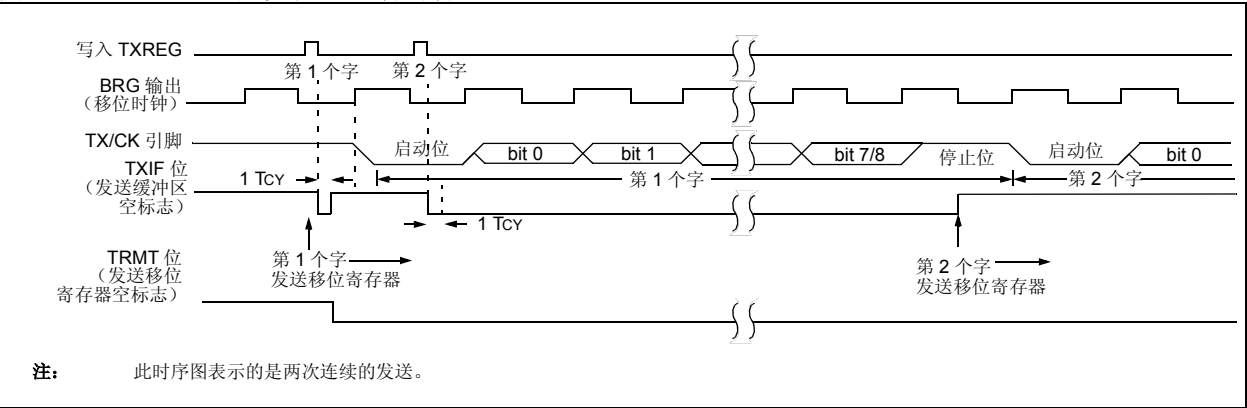 写入 TXREG
第 1 个字 第 2 个字
BRG 输出
（移位时钟）
TX/CK 引脚
启动位 bit 0 bit 1 bit 7/8 停止位 启动位 bit 0
TXIF 位
（发送缓冲区
空标志）
1 TCY
第 1 个字
第 2 个字
1 TCY
TRMT 位
（发送移位
寄存器空标志）
第 1 个字
发送移位寄存器
第 2 个字
发送移位寄存器
注： 此时序图表示的是两次连续的发送。